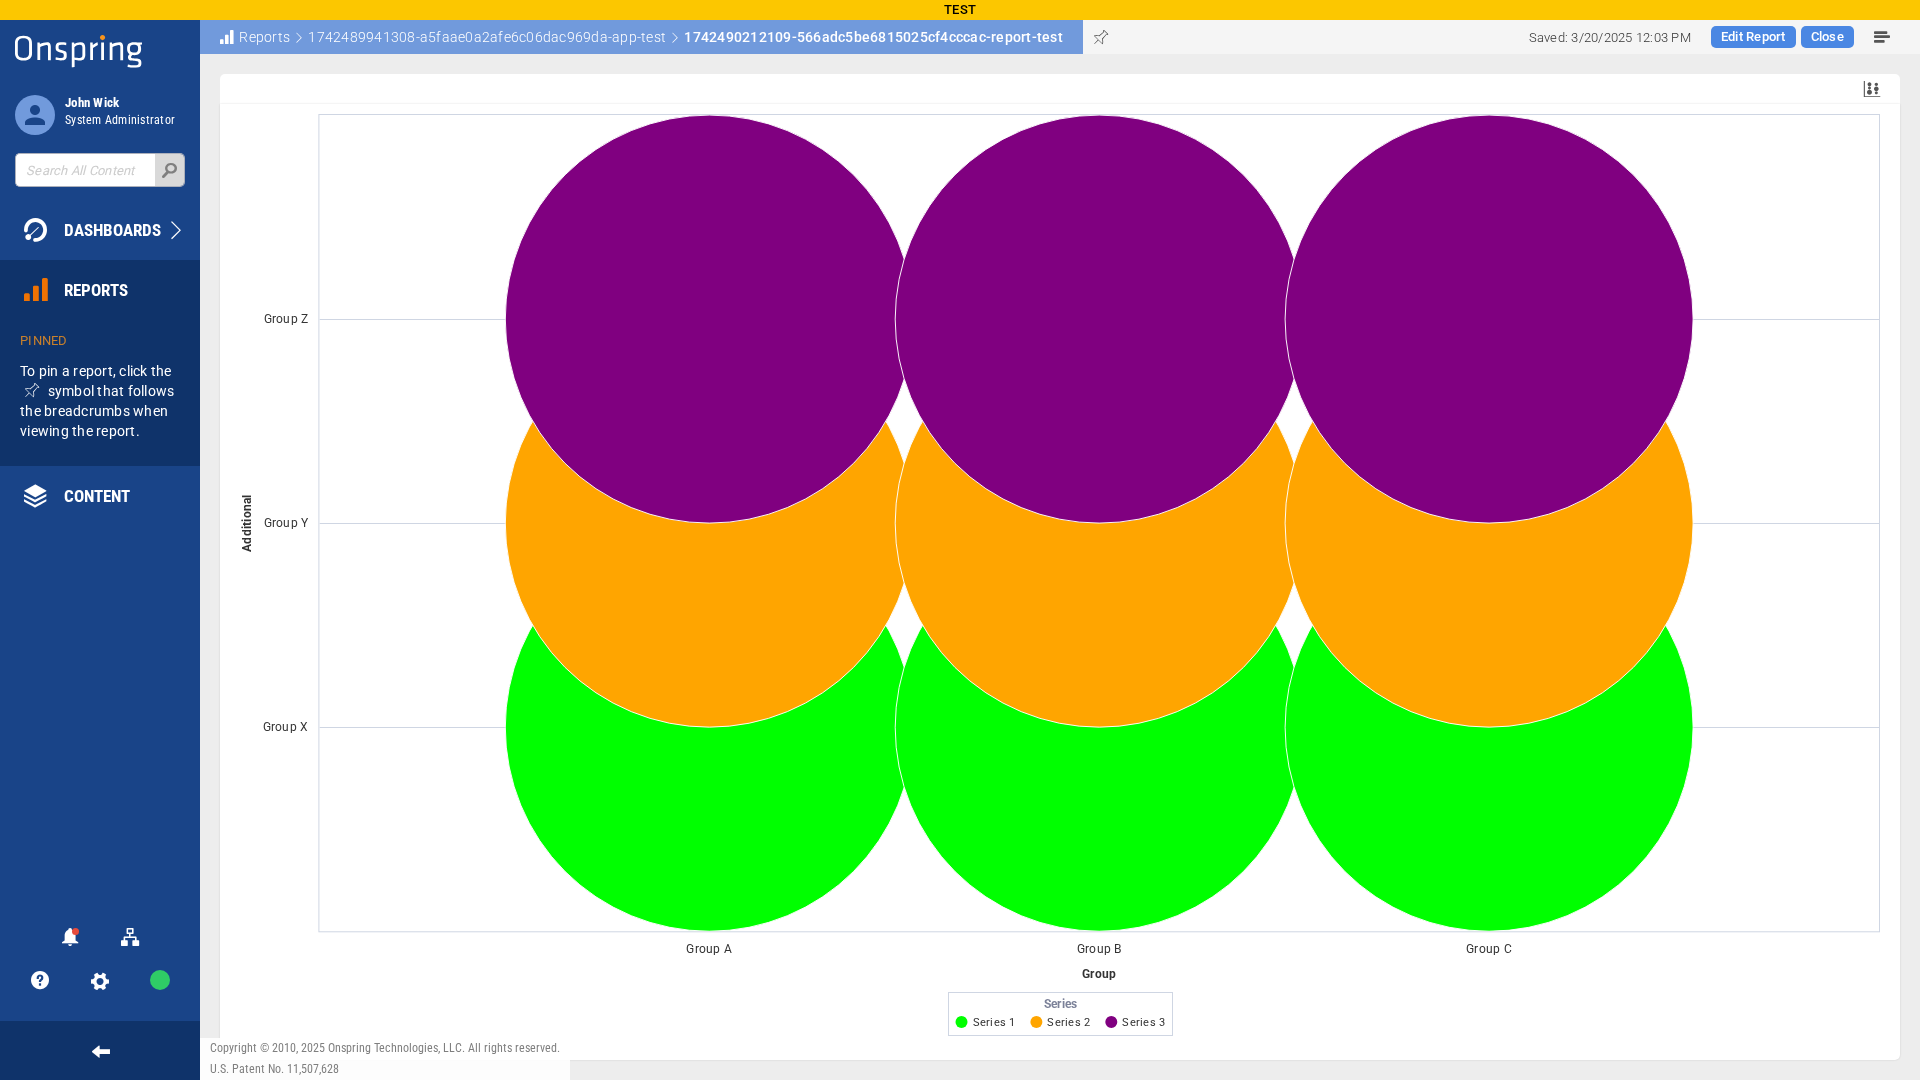 TEST
Onspring
Reports
1742489941308-a5faae0a2afe6c06dac969da-app-test
1742490212109-566adc5be6815025cf4cccac-report-test
Saved: 3/20/2025 12:03 PM
Edit Report
Close
John Wick
System Administrator
Search All Content
DASHBOARDS
REPORTS
PINNED
To pin a report, click the
symbol that follows
the breadcrumbs when
viewing the report.
CONTENT
Additional
Group Z
Group Y
Group X
Group A
Group B
Group C
Group
Series
Series 1
Series 2
Series 3
Copyright © 2010, 2025 Onspring Technologies, LLC. All rights reserved.
U.S. Patent No. 11,507,628